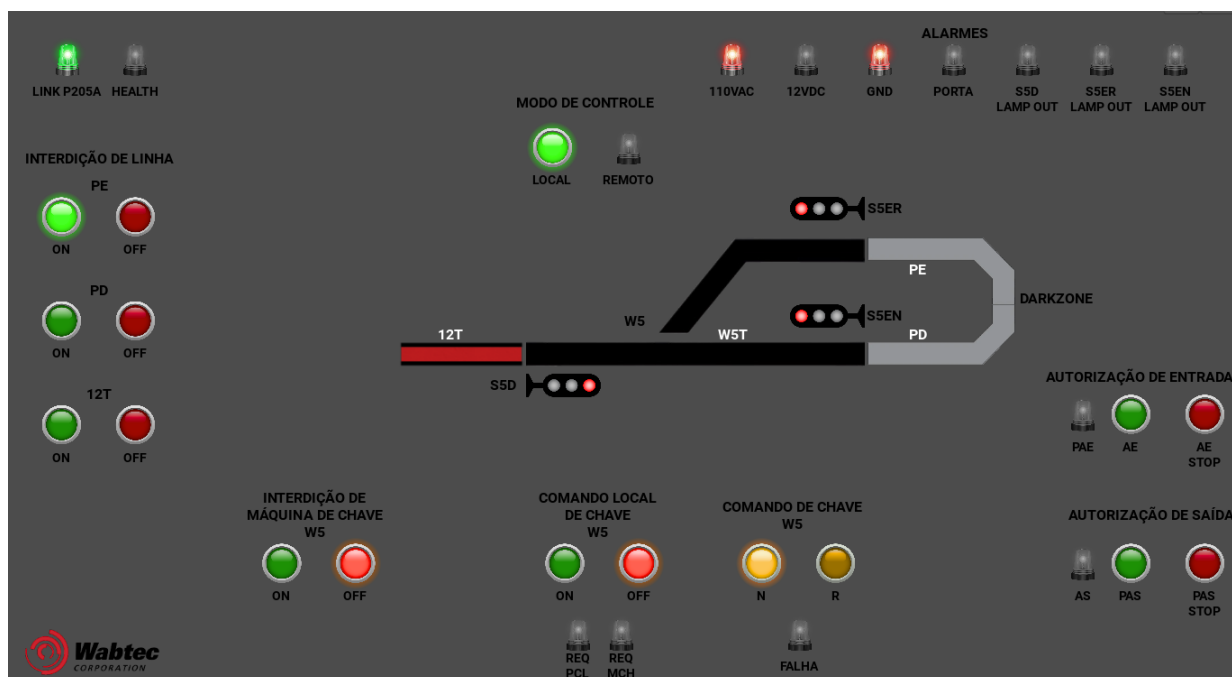 ALARMES
LINK P205A HEALTH
110VAC 12VDC GND PORTA S5D LAMP OUT S5ER LAMP OUT S5EN LAMP OUT
MODO DE CONTROLE
LOCAL REMOTO
INTERDIÇÃO DE LINHA
PE
ON OFF
PD
ON OFF
12T
ON OFF
S5ER
PE
DARKZONE
S5EN
W5
12T W5T PD
S5D
AUTORIZAÇÃO DE ENTRADA
PAE AE AE
STOP
INTERDIÇÃO DE
MÁQUINA DE CHAVE
W5
ON OFF
COMANDO LOCAL
DE CHAVE
W5
ON OFF
REQ
PCL
REQ
MCH
COMANDO DE CHAVE
W5
N R
FALHA
AUTORIZAÇÃO DE SAÍDA
AS PAS PAS
STOP
Wabtec
CORPORATION